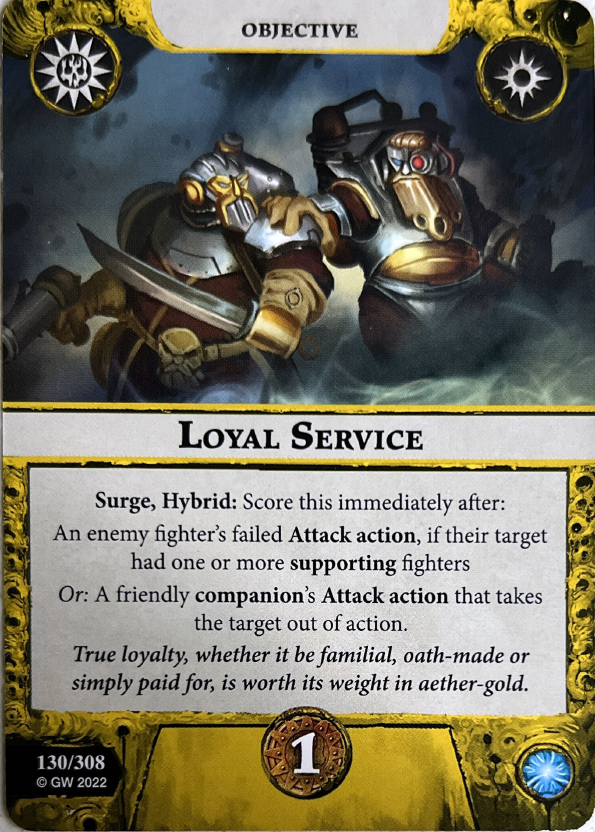 OBJECTIVE
LOYAL SERVICE
Surge, Hybrid: Score this immediately after:
An enemy fighter's failed Attack action, if their target
had one or more supporting fighters
Or: A friendly companion's Attack action that takes
the target out of action.
True loyalty, whether it be familial, oath-made or
simply paid for, is worth its weight in aether-gold.
1
130/308
© GW 2022